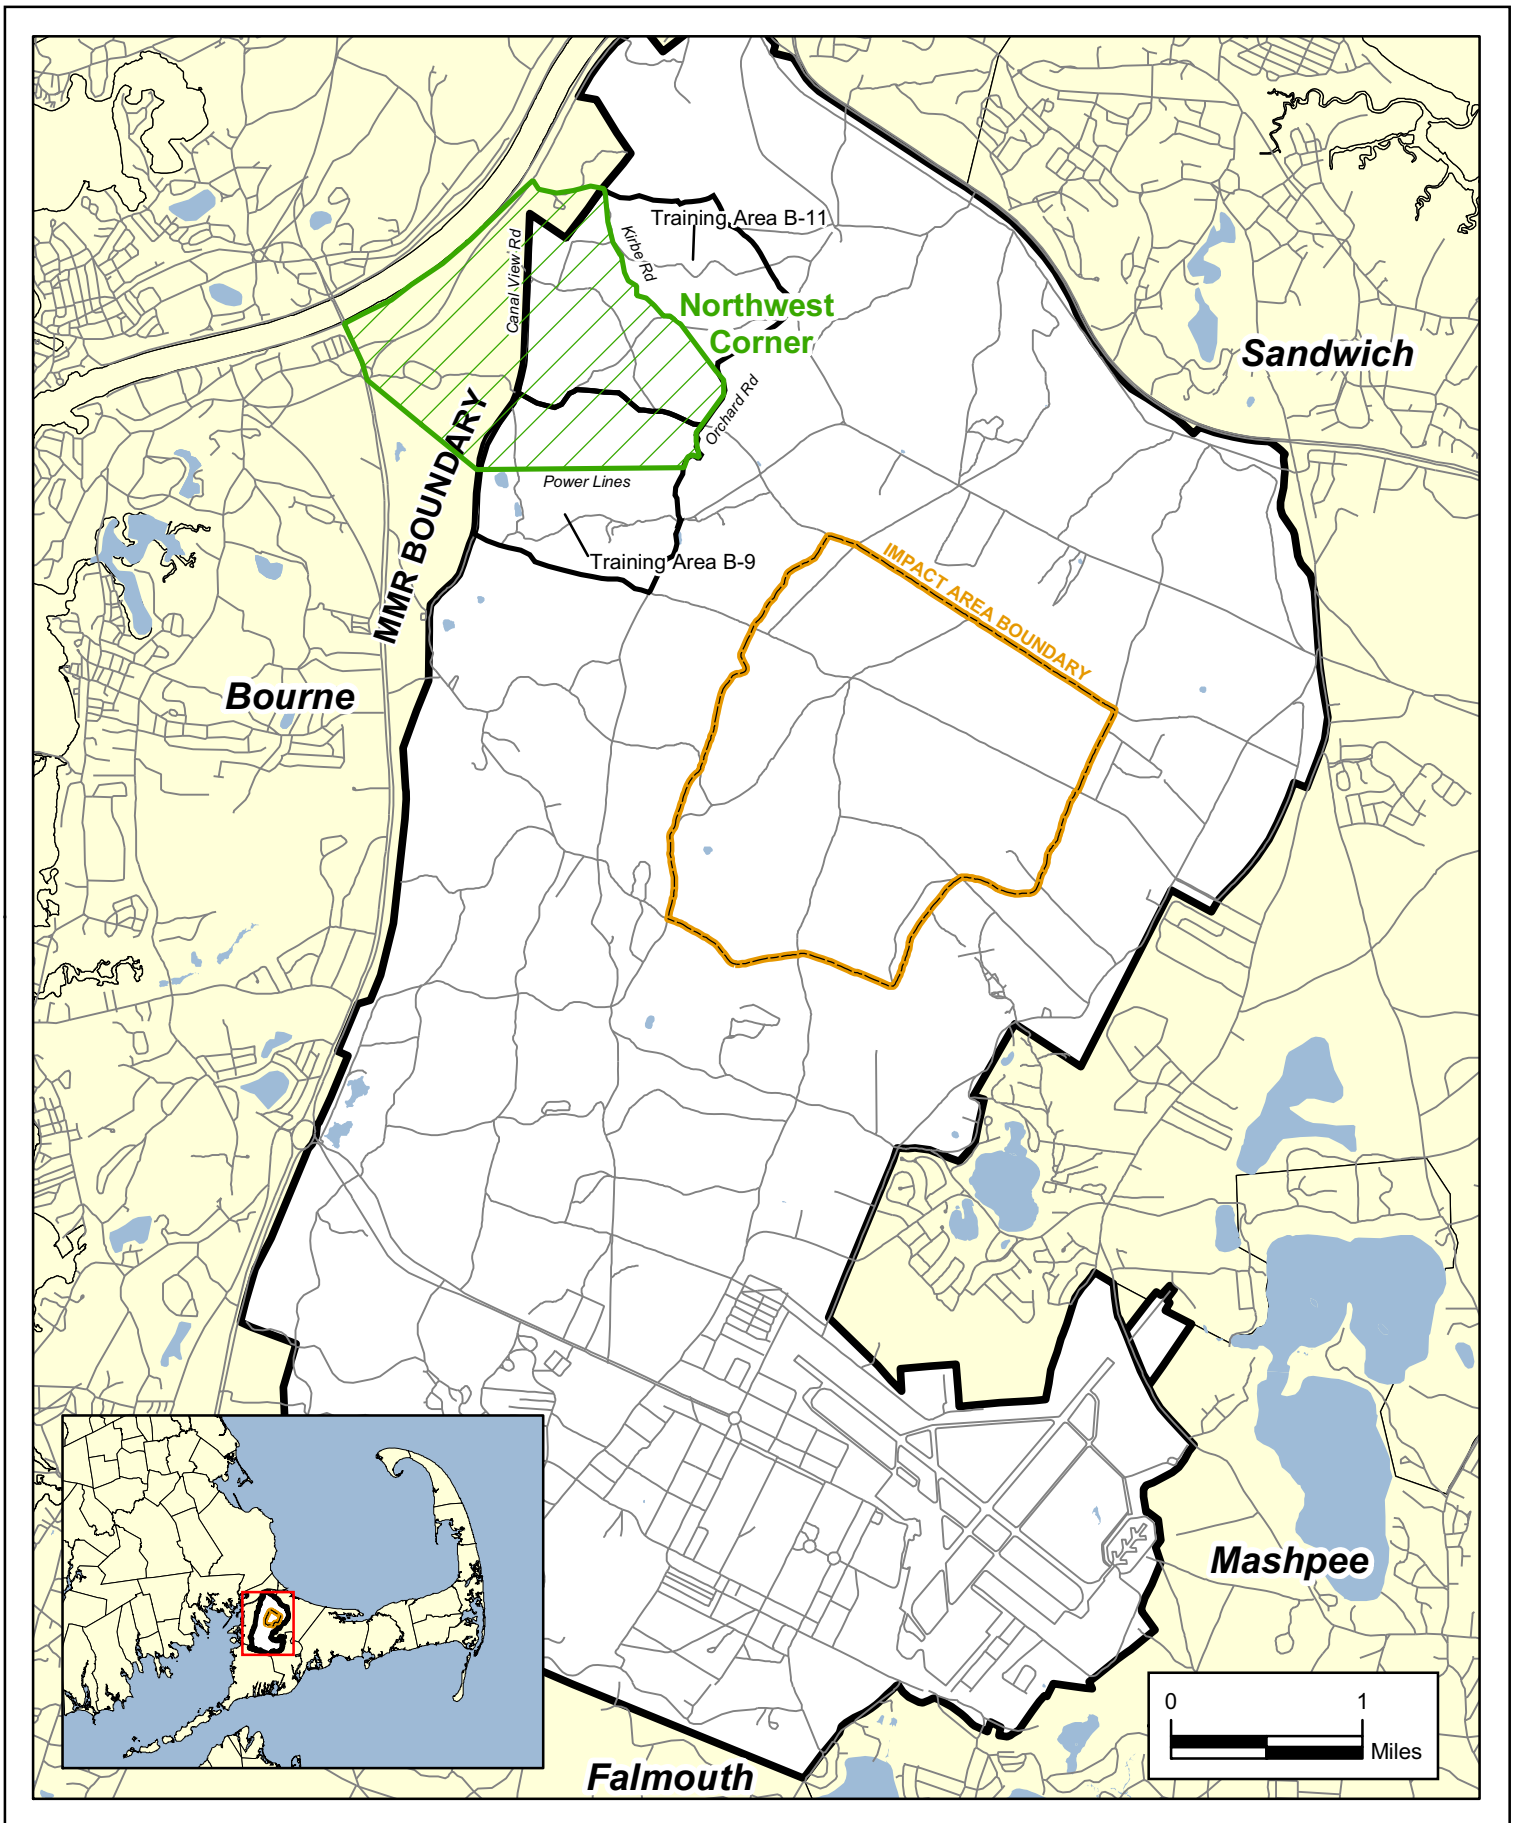 Training Area B-11
Canal View Rd
Kirbe Rd
Northwest
Corner
Sandwich
Orchard Rd
MMR BOUNDARY
Power Lines
IMPACT AREA BOUNDARY
Training Area B-9
Bourne
Mashpee
0 1
Miles
Falmouth